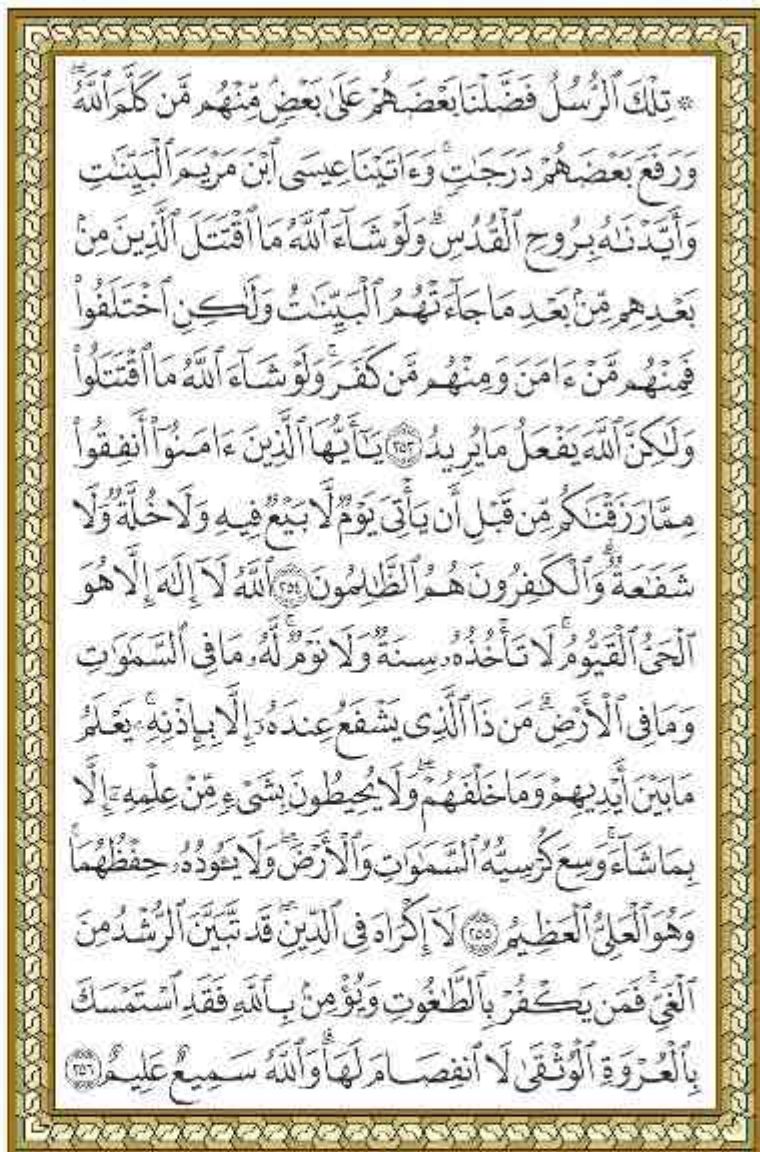 ۞ تِلْكَ ٱلرُّسُلُ فَضَّلْنَا بَعْضَهُمْ عَلَىٰ بَعْضٍ مِّنْهُم مَّن كَلَّمَ ٱللَّهُ ۖ
وَرَفَعَ بَعْضَهُمْ دَرَجَٰتٍ ۚ وَءَاتَيْنَا عِيسَى ٱبْنَ مَرْيَمَ ٱلْبَيِّنَٰتِ
وَأَيَّدْنَٰهُ بِرُوحِ ٱلْقُدُسِ ۗ وَلَوْ شَآءَ ٱللَّهُ مَا ٱقْتَتَلَ ٱلَّذِينَ مِنۢ
بَعْدِهِم مِّنۢ بَعْدِ مَا جَآءَتْهُمُ ٱلْبَيِّنَٰتُ وَلَٰكِنِ ٱخْتَلَفُوا۟
فَمِنْهُم مَّنْ ءَامَنَ وَمِنْهُم مَّن كَفَرَ ۚ وَلَوْ شَآءَ ٱللَّهُ مَا ٱقْتَتَلُوا۟
وَلَٰكِنَّ ٱللَّهَ يَفْعَلُ مَا يُرِيدُ ٢٥٣ يَٰٓأَيُّهَا ٱلَّذِينَ ءَامَنُوٓا۟ أَنفِقُوا۟
مِمَّا رَزَقْنَٰكُم مِّن قَبْلِ أَن يَأْتِىَ يَوْمٌ لَّا بَيْعٌ فِيهِ وَلَا خُلَّةٌ وَلَا
شَفَٰعَةٌ ۗ وَٱلْكَٰفِرُونَ هُمُ ٱلظَّٰلِمُونَ ٢٥٤ ٱللَّهُ لَآ إِلَٰهَ إِلَّا هُوَ
ٱلْحَىُّ ٱلْقَيُّومُ ۚ لَا تَأْخُذُهُۥ سِنَةٌ وَلَا نَوْمٌ ۚ لَّهُۥ مَا فِى ٱلسَّمَٰوَٰتِ
وَمَا فِى ٱلْأَرْضِ ۗ مَن ذَا ٱلَّذِى يَشْفَعُ عِندَهُۥٓ إِلَّا بِإِذْنِهِۦ ۚ يَعْلَمُ
مَا بَيْنَ أَيْدِيهِمْ وَمَا خَلْفَهُمْ ۖ وَلَا يُحِيطُونَ بِشَىْءٍ مِّنْ عِلْمِهِۦٓ إِلَّا
بِمَا شَآءَ ۚ وَسِعَ كُرْسِيُّهُ ٱلسَّمَٰوَٰتِ وَٱلْأَرْضَ ۖ وَلَا يَـُٔودُهُۥ حِفْظُهُمَا ۚ
وَهُوَ ٱلْعَلِىُّ ٱلْعَظِيمُ ٢٥٥ لَآ إِكْرَاهَ فِى ٱلدِّينِ ۖ قَد تَّبَيَّنَ ٱلرُّشْدُ مِنَ
ٱلْغَىِّ ۚ فَمَن يَكْفُرْ بِٱلطَّٰغُوتِ وَيُؤْمِنۢ بِٱللَّهِ فَقَدِ ٱسْتَمْسَكَ
بِٱلْعُرْوَةِ ٱلْوُثْقَىٰ لَا ٱنفِصَامَ لَهَا ۗ وَٱللَّهُ سَمِيعٌ عَلِيمٌ ٢٥٦